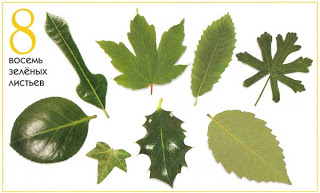 8
восемь
зелёных
листьев